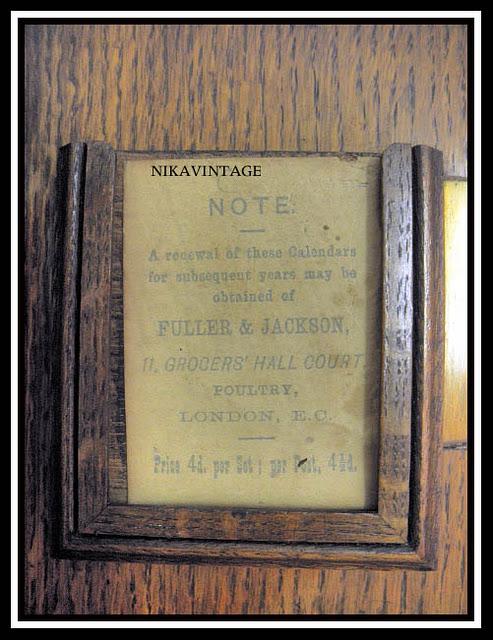 NIKAVINTAGE
NOTE.
A renewal of these Calendars
for subsequent years may be
obtained of
FULLER & JACKSON,
11, GROCERS' HALL COURT,
POULTRY,
LONDON, E.C.
Price 4d. per Set; per Post, 4½d.